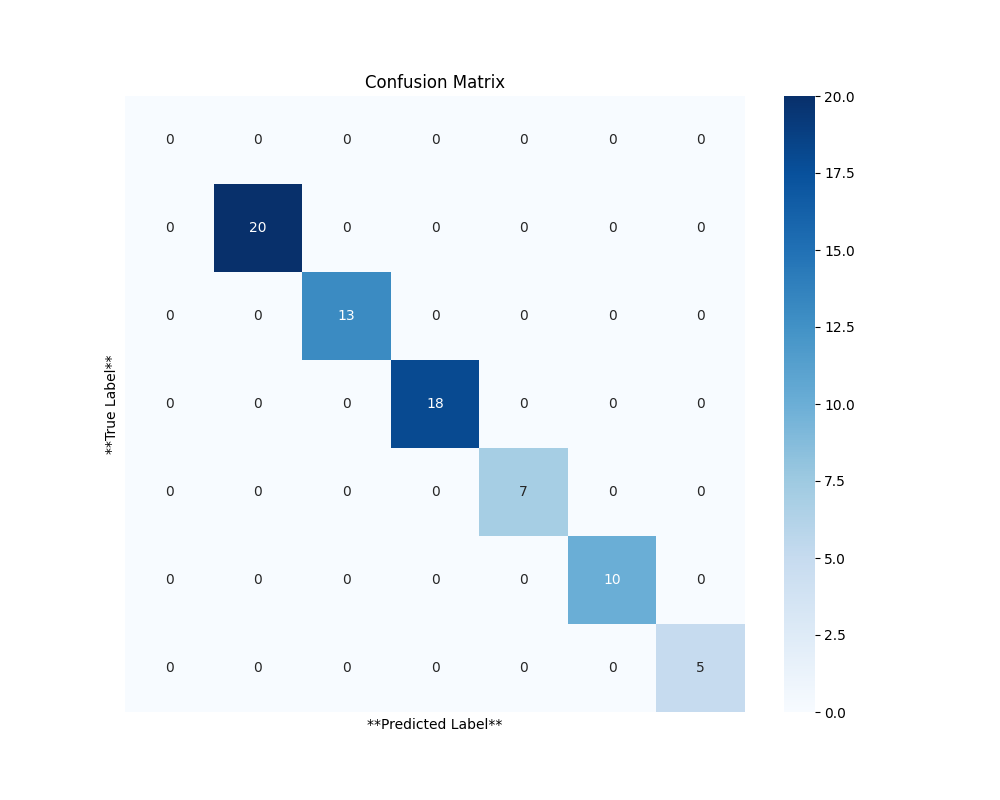 Confusion Matrix
0 0 0 0 0 0 0
0 20 0 0 0 0 0
0 0 13 0 0 0 0
0 0 0 18 0 0 0
0 0 0 0 7 0 0
0 0 0 0 0 10 0
0 0 0 0 0 0 5
**True Label**
**Predicted Label**
20.0
17.5
15.0
12.5
10.0
7.5
5.0
2.5
0.0